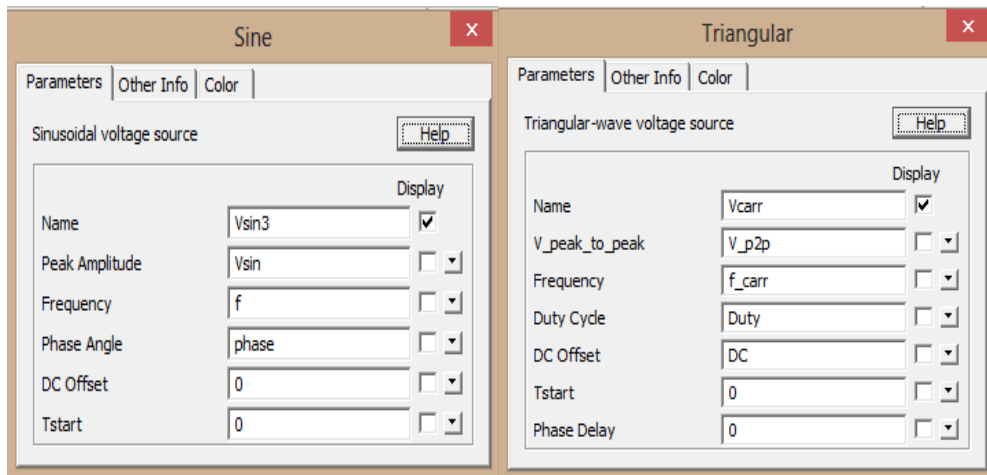 Sine
x
Parameters Other Info Color
Sinusoidal voltage source Help
Display
Name Vsin3
Peak Amplitude Vsin
Frequency f
Phase Angle phase
DC Offset 0
Tstart 0
Triangular
x
Parameters Other Info Color
Triangular-wave voltage source Help
Display
Name Vcarr
V_peak_to_peak V_p2p
Frequency f_carr
Duty Cycle Duty
DC Offset DC
Tstart 0
Phase Delay 0